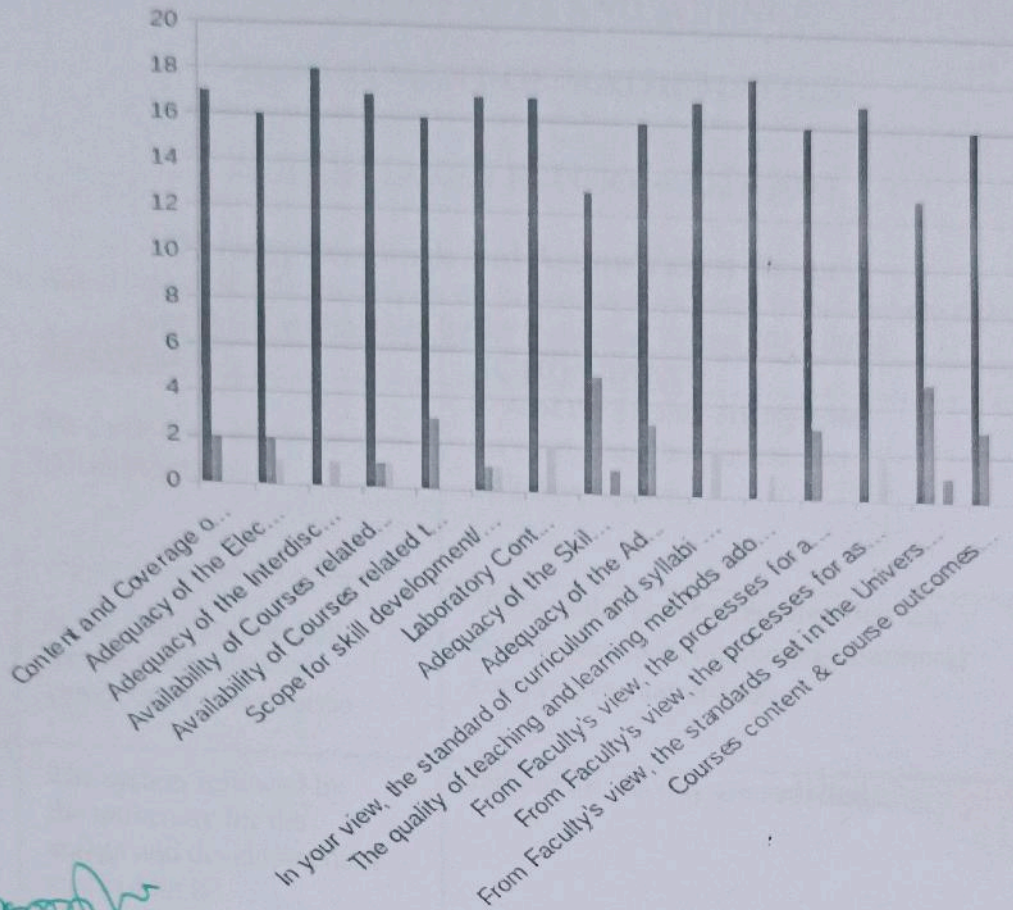 20
18
16
14
12
10
8
6
4
2
0
Content and Coverage o...
Adequacy of the Elec...
Adequacy of the Interdisc...
Availability of Courses related...
Availability of Courses related t...
Scope for skill development/...
Laboratory Cont...
Adequacy of the Skil...
Adequacy of the Ad...
In your view, the standard of curriculum and syllabi ...
The quality of teaching and learning methods ado...
From Faculty's view, the processes for a...
From Faculty's view, the processes for as...
From Faculty's view, the standards set in the Univers...
Courses content & course outcomes...